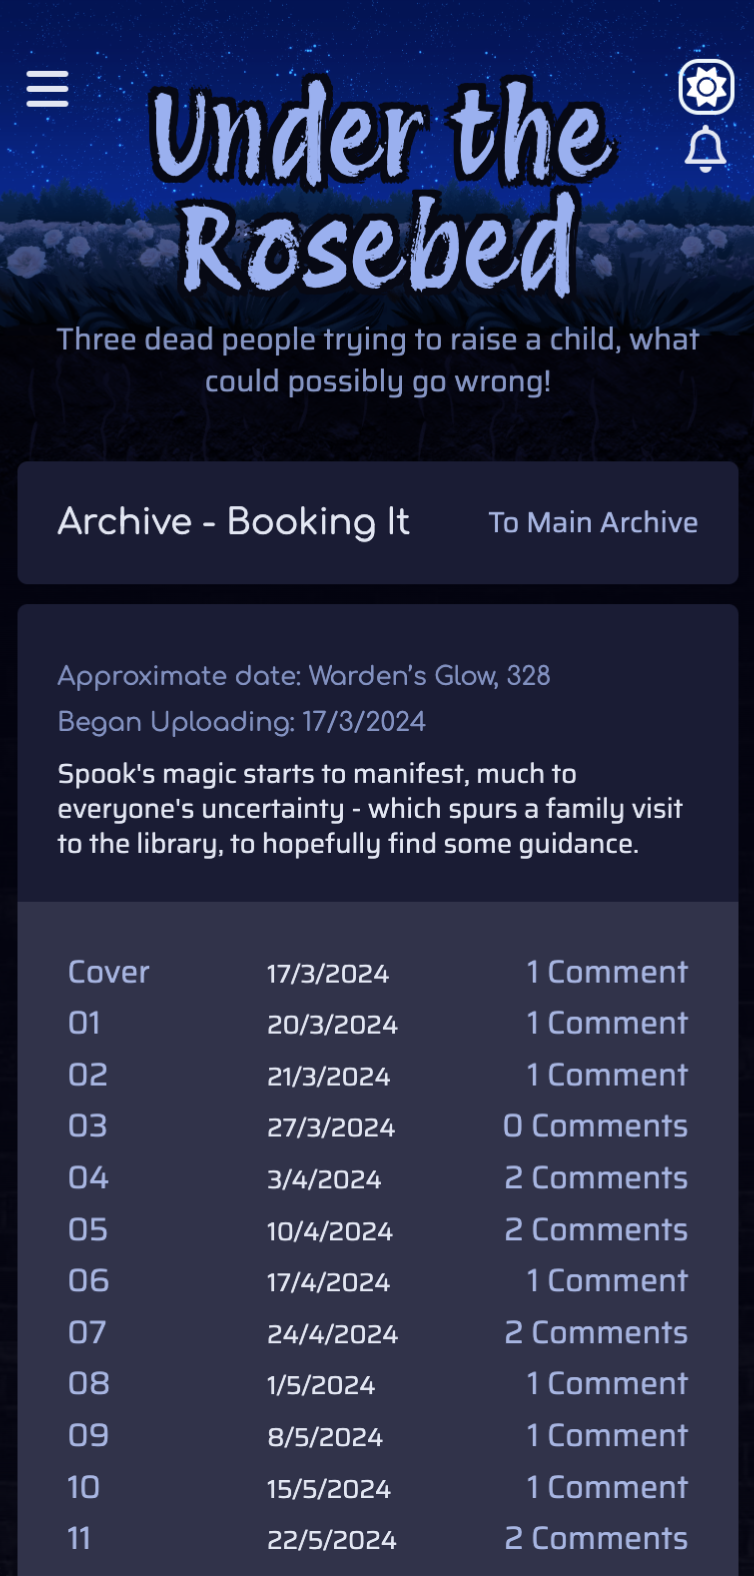 Under the
Rosebed
Three dead people trying to raise a child, what
could possibly go wrong!
Archive - Booking It To Main Archive
Approximate date: Warden’s Glow, 328
Began Uploading: 17/3/2024
Spook's magic starts to manifest, much to
everyone's uncertainty - which spurs a family visit
to the library, to hopefully find some guidance.
Cover 17/3/2024 1 Comment
01 20/3/2024 1 Comment
02 21/3/2024 1 Comment
03 27/3/2024 0 Comments
04 3/4/2024 2 Comments
05 10/4/2024 2 Comments
06 17/4/2024 1 Comment
07 24/4/2024 2 Comments
08 1/5/2024 1 Comment
09 8/5/2024 1 Comment
10 15/5/2024 1 Comment
11 22/5/2024 2 Comments